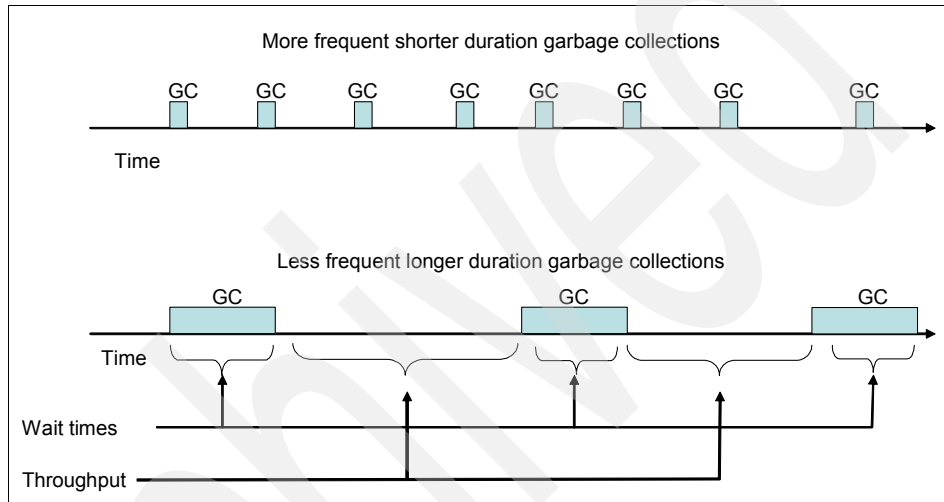 More frequent shorter duration garbage collections
GC GC GC GC GC GC GC GC
Time
Less frequent longer duration garbage collections
GC GC GC
Time
Wait times
Throughput